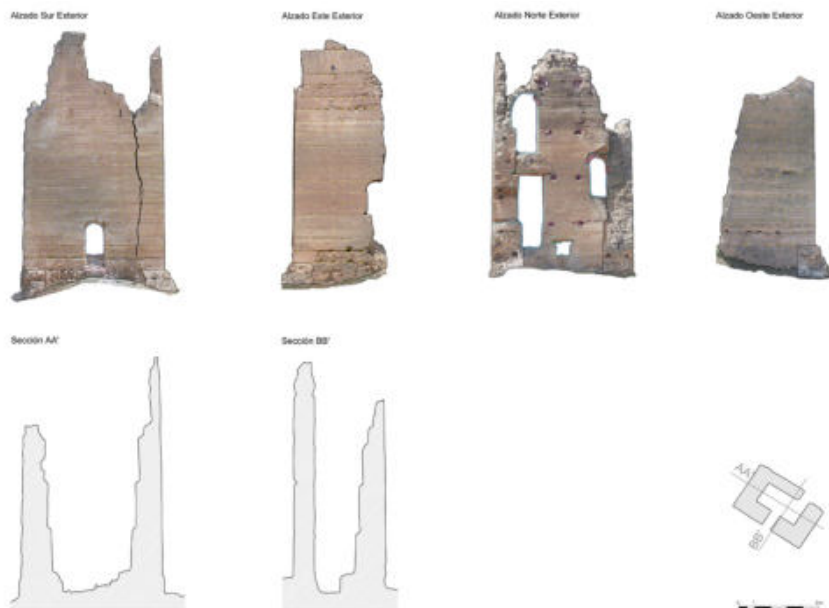 Alzado Sur Exterior
Alzado Este Exterior
Alzado Norte Exterior
Alzado Oeste Exterior
Sección AA'
Sección BB'
AA'
BB'